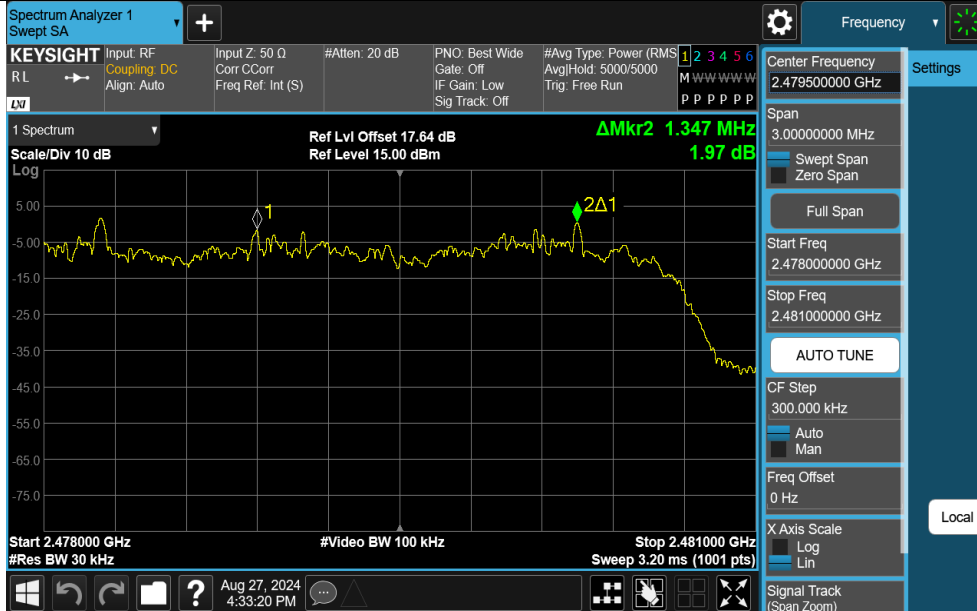 Spectrum Analyzer 1
Swept SA
+
Frequency
KEYSIGHT
R L
LXI
Input: RF
Coupling: DC
Align: Auto
Input Z: 50 Ω
Corr CCorr
Freq Ref: Int (S)
#Atten: 20 dB
PNO: Best Wide
Gate: Off
IF Gain: Low
Sig Track: Off
#Avg Type: Power (RMS
Avg|Hold: 5000/5000
Trig: Free Run
1 2 3 4 5 6
M W W W W W
P P P P P P
1 Spectrum
Scale/Div 10 dB
Log
Ref Lvl Offset 17.64 dB
Ref Level 15.00 dBm
ΔMkr2 1.347 MHz
1.97 dB
5.00
-5.00
-15.0
-25.0
-35.0
-45.0
-55.0
-65.0
-75.0
1
2Δ1
Start 2.478000 GHz
#Res BW 30 kHz
#Video BW 100 kHz
Stop 2.481000 GHz
Sweep 3.20 ms (1001 pts)
?
Aug 27, 2024
4:33:20 PM
Center Frequency
2.479500000 GHz
Span
3.00000000 MHz
Swept Span
Zero Span
Full Span
Start Freq
2.478000000 GHz
Stop Freq
2.481000000 GHz
AUTO TUNE
CF Step
300.000 kHz
Auto
Man
Freq Offset
0 Hz
X Axis Scale
Log
Lin
Signal Track
(Span Zoom)
Settings
Local